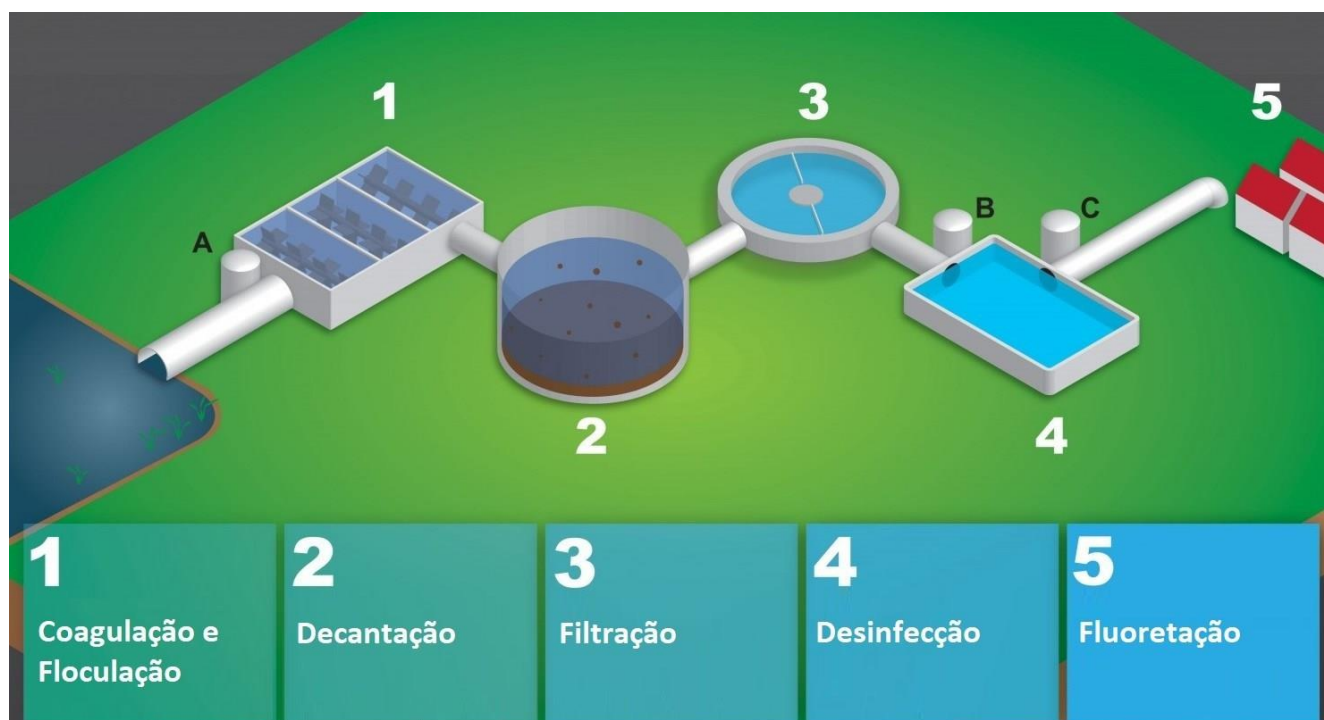 1
3
5
A
B
C
2
4
1
Coagulação e
Floculação
2
Decantação
3
Filtração
4
Desinfecção
5
Fluoretação